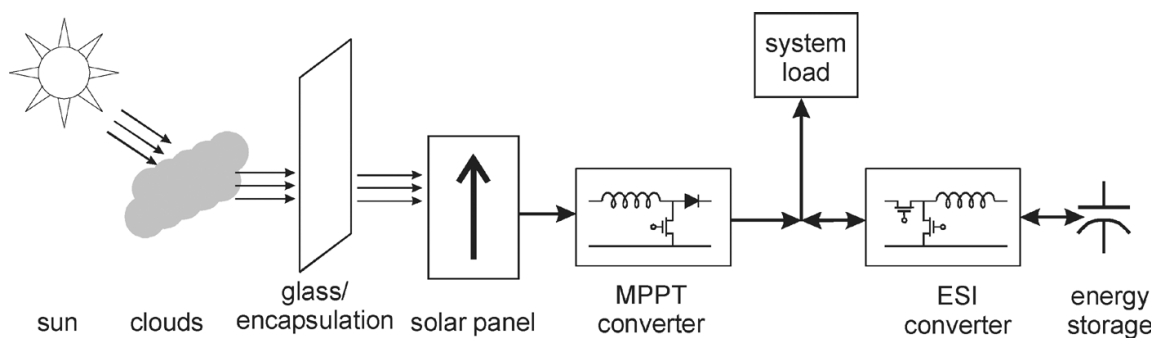 system
load
sun
clouds
glass/
encapsulation
solar panel
MPPT
converter
ESI
converter
energy
storage